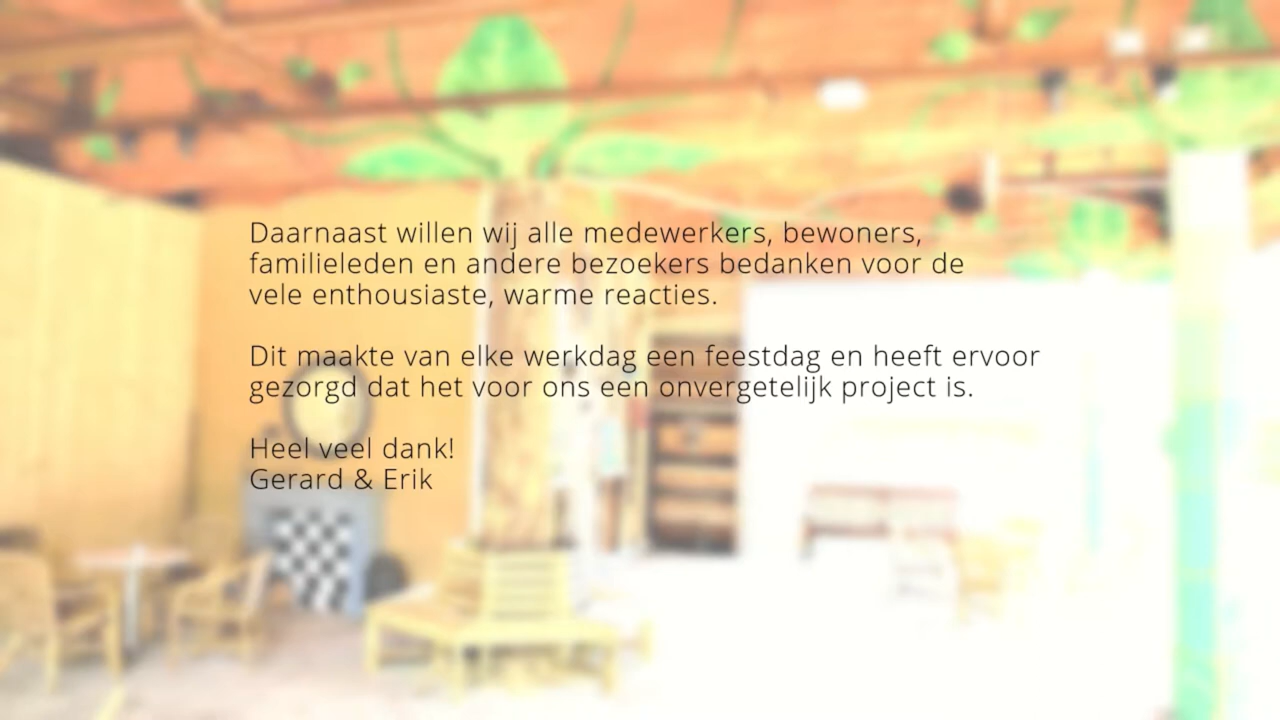 Daarnaast willen wij alle medewerkers, bewoners,
familieleden en andere bezoekers bedanken voor de
vele enthousiaste, warme reacties.
Dit maakte van elke werkdag een feestdag en heeft ervoor
gezorgd dat het voor ons een onvergetelijk project is.
Heel veel dank!
Gerard & Erik